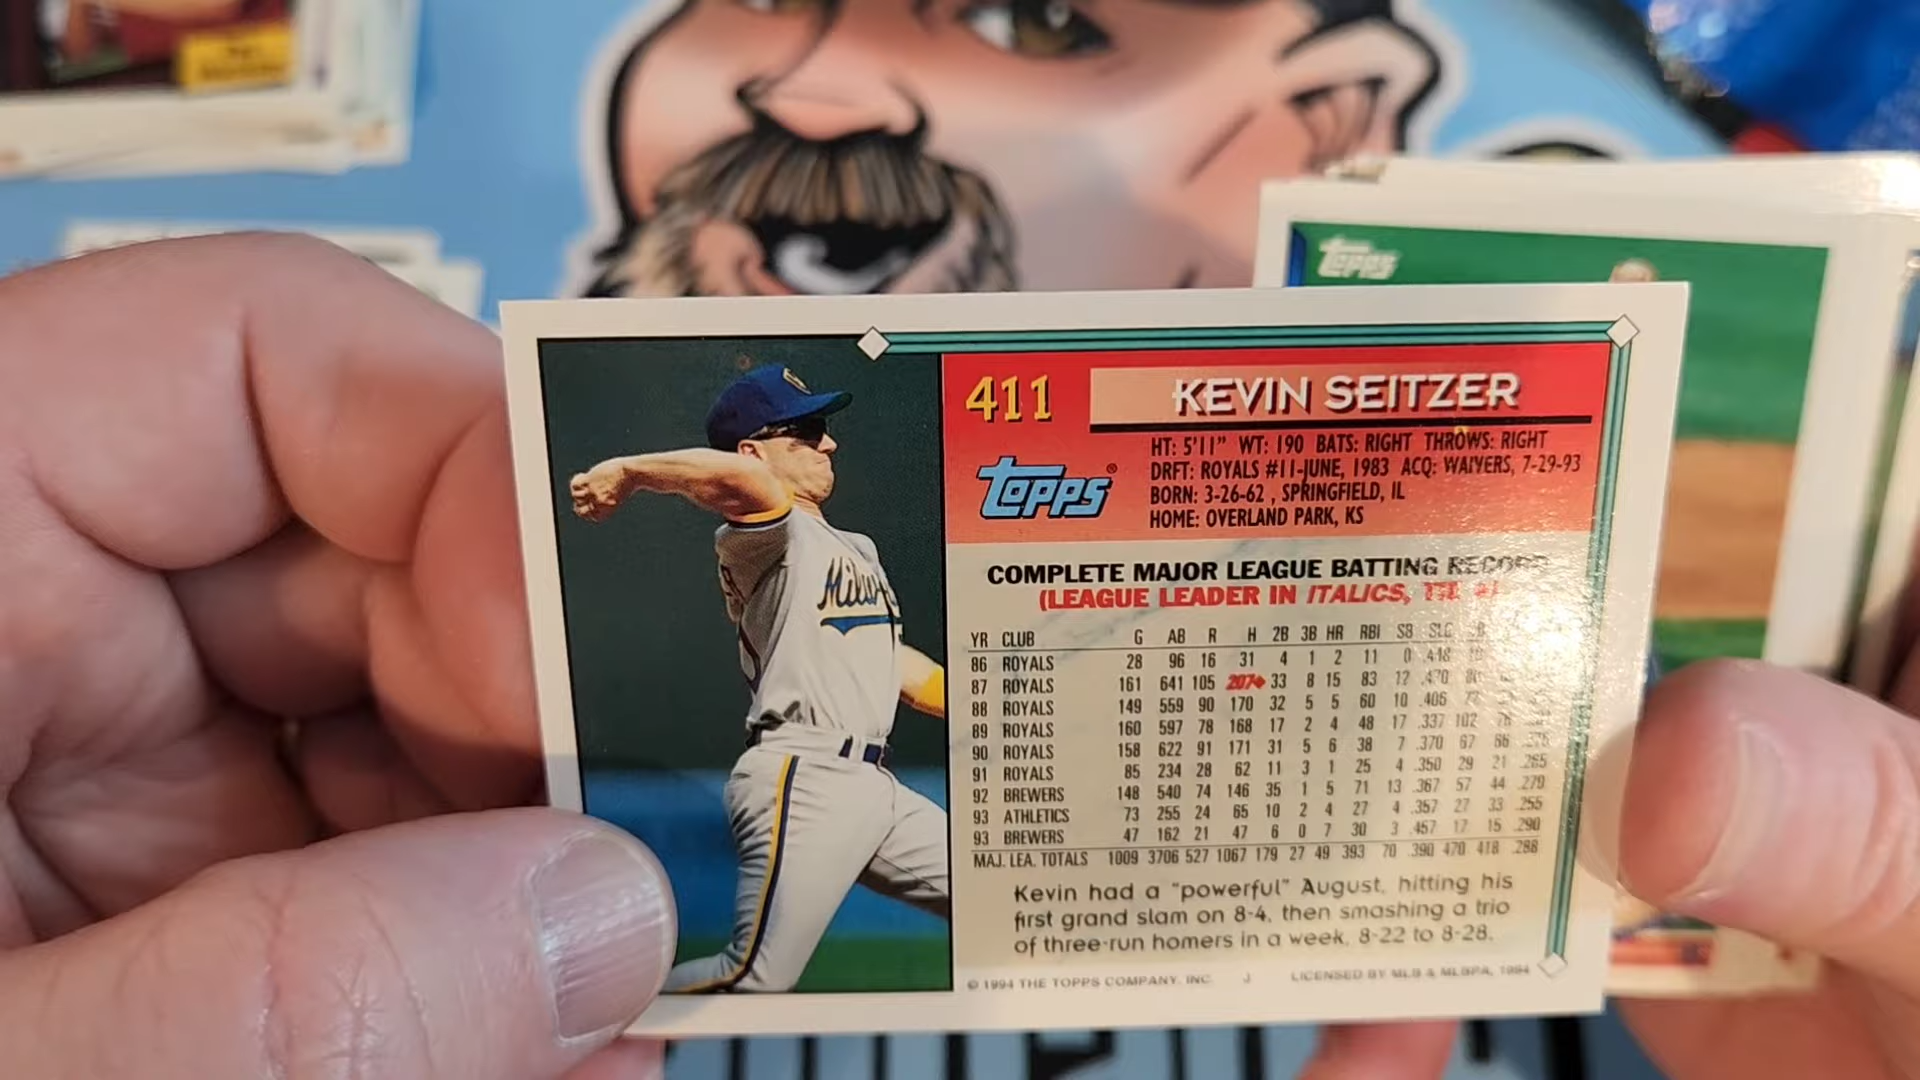 Topps
411
KEVIN SEITZER
Topps
HT: 5'11" WT: 190 BATS: RIGHT THROWS: RIGHT
DRFT: ROYALS #11-JUNE, 1983 ACQ: WAIVERS, 7-29-93
BORN: 3-26-62, SPRINGFIELD, IL
HOME: OVERLAND PARK, KS
COMPLETE MAJOR LEAGUE BATTING RECORD
(LEAGUE LEADER IN ITALICS, TIE ♦)
YR CLUB G AB R H 2B 3B HR RBI SB SLG BB
86 ROYALS 28 96 16 31 4 1 2 11 0 .448
87 ROYALS 161 641 105 207♦ 33 8 15 83 12 .470 80
88 ROYALS 149 559 90 170 32 5 5 60 10 .406 72
89 ROYALS 160 597 78 168 17 2 4 48 17 .337 102 76
90 ROYALS 158 622 91 171 31 5 6 38 7 .370 67 66
91 ROYALS 85 234 28 62 11 3 1 25 4 .350 29 21 .265
92 BREWERS 148 540 74 146 35 1 5 71 13 .367 57 44 .270
93 ATHLETICS 73 255 24 65 10 2 4 27 4 .357 27 33 .255
93 BREWERS 47 162 21 47 6 0 7 30 3 .457 17 15 .290
MAJ. LEA. TOTALS 1009 3706 527 1067 179 27 49 393 70 .390 470 418 .288
Kevin had a "powerful" August, hitting his
first grand slam on 8-4, then smashing a trio
of three-run homers in a week, 8-22 to 8-28.
© 1994 THE TOPPS COMPANY, INC. J LICENSED BY MLB & MLBPA, 1994